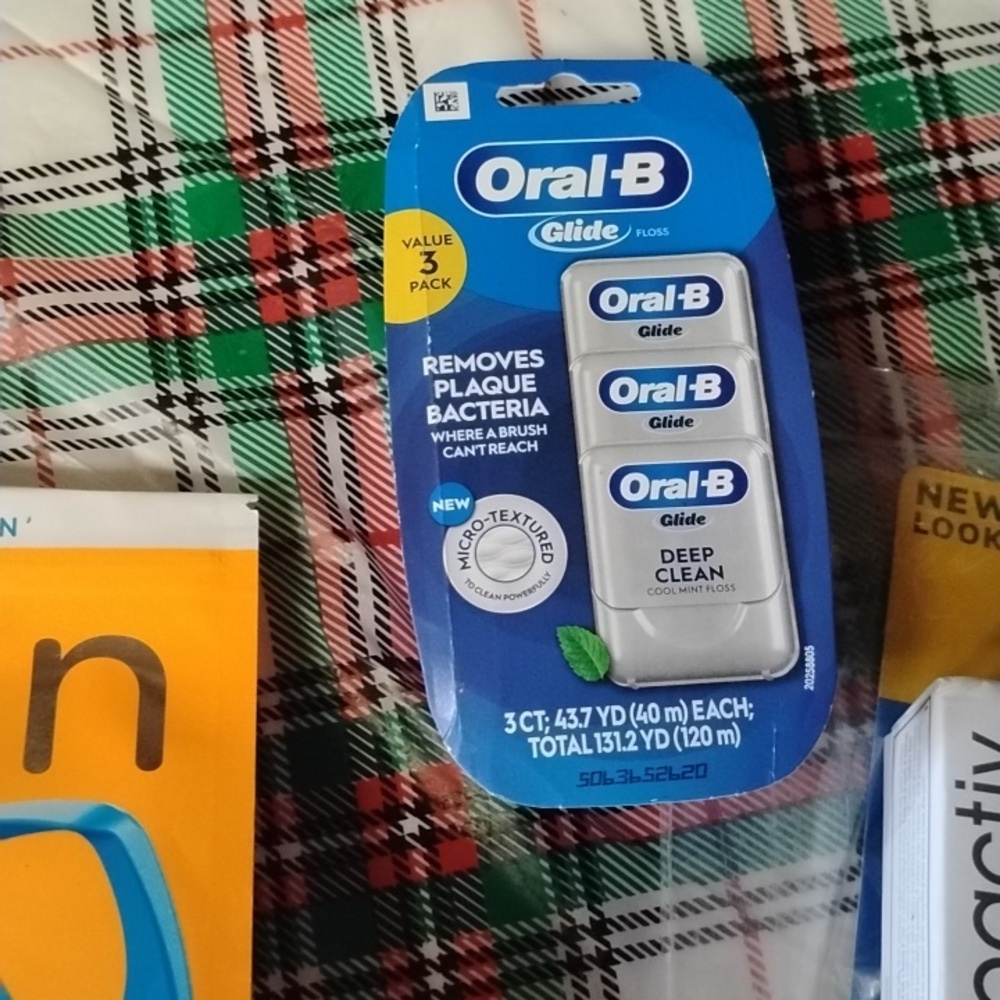 Oral-B
Glide FLOSS
VALUE
3
PACK
Oral-B
Glide
REMOVES
PLAQUE
BACTERIA
WHERE A BRUSH
CAN'T REACH
Oral-B
Glide
NEW
MICRO-TEXTURED
TO CLEAN POWERFULLY
Oral-B
Glide
DEEP
CLEAN
COOL MINT FLOSS
20258805
3 CT; 43.7 YD (40 m) EACH;
TOTAL 131.2 YD (120 m)
5063652620
N'
n
NEW
LOOK
activ